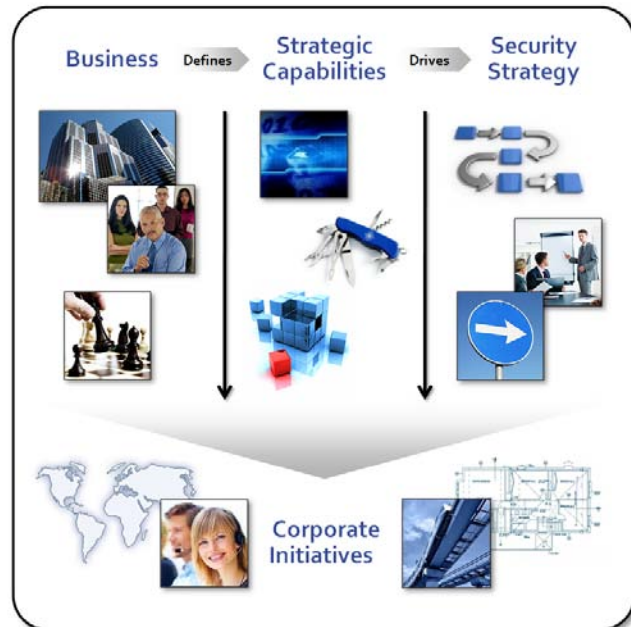 Business Defines Strategic Capabilities Drives Security Strategy
Corporate
Initiatives